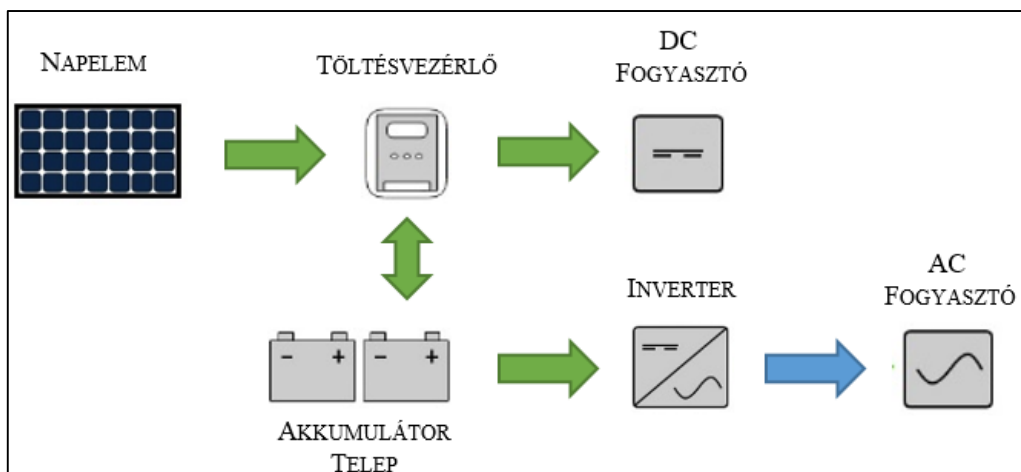 NAPELEM
TÖLTÉSVEZÉRLŐ
DC
FOGYASZTÓ
INVERTER
AC
FOGYASZTÓ
- + - +
AKKUMULÁTOR
TELEP